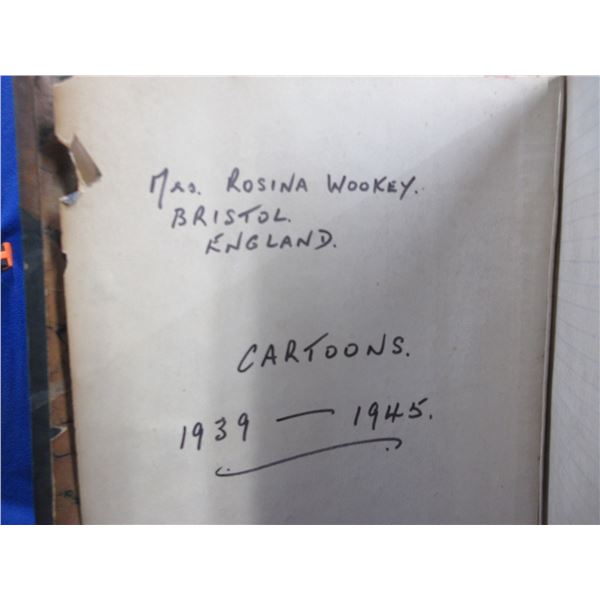 Mrs. ROSINA WOOKEY.
BRISTOL.
ENGLAND.
CARTOONS.
1939 — 1945.